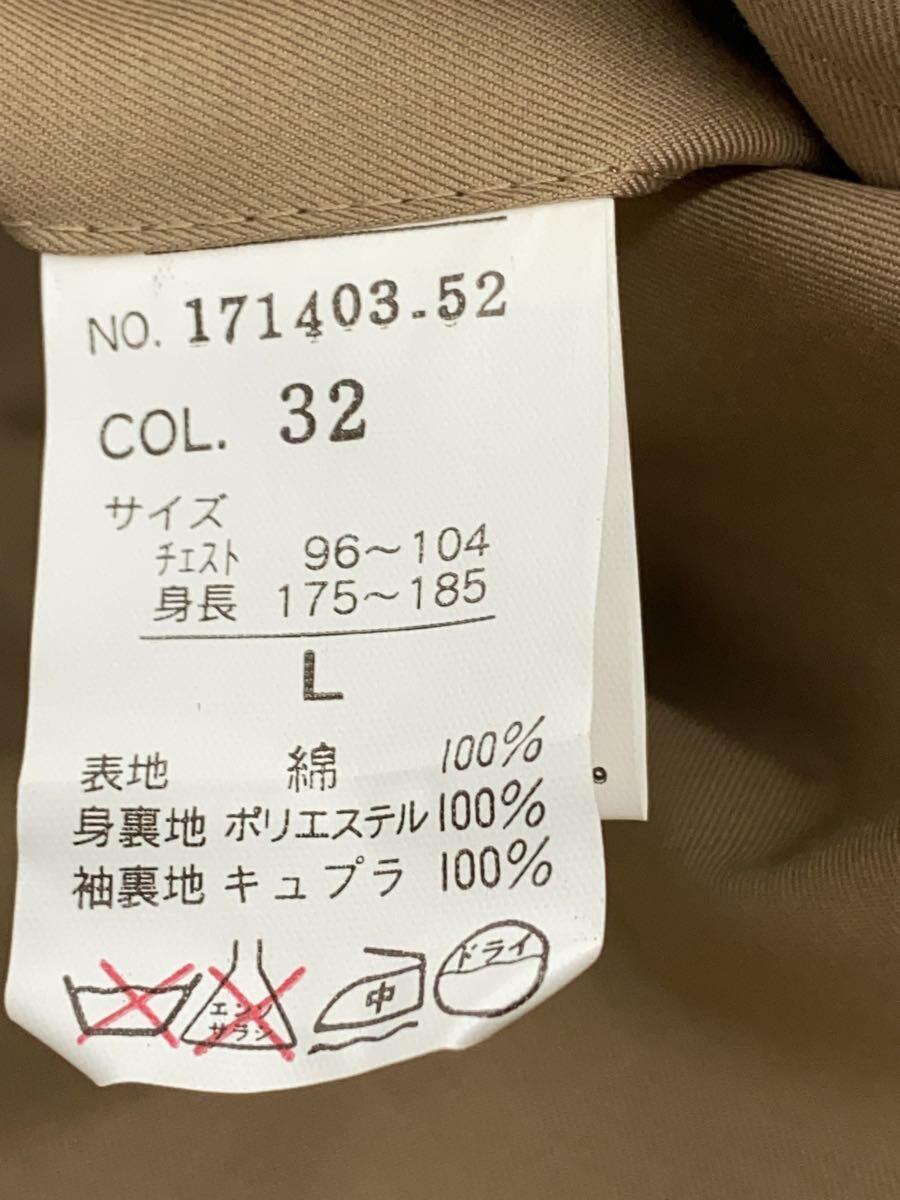 NO. 171403-52
COL. 32
サイズ
チェスト 96～104
身長 175～185
L
表地 綿 100%
身裏地 ポリエステル 100%
袖裏地 キュプラ 100%
エンソ
サラシ
中
ドライ